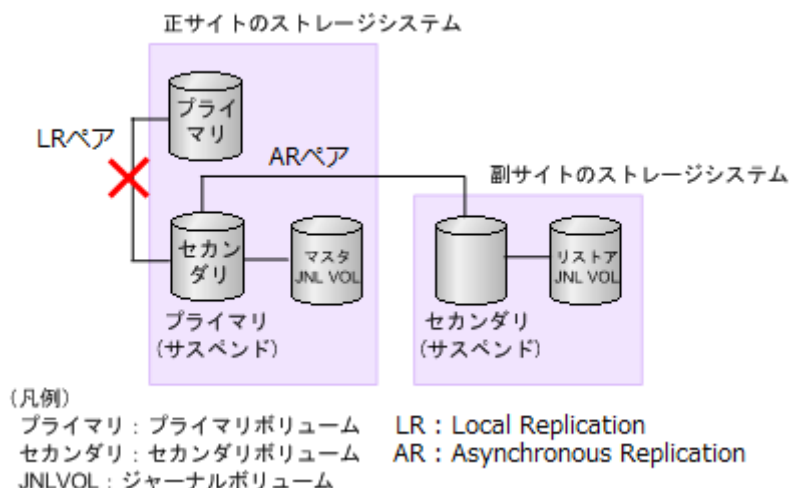 正サイトのストレージシステム
プライ
マリ
LRペア
ARペア
副サイトのストレージシステム
セカン
ダリ
マスタ
JNL VOL
リストア
JNL VOL
プライマリ
(サスペンド)
セカンダリ
(サスペンド)
(凡例)
プライマリ:プライマリボリューム LR : Local Replication
セカンダリ:セカンダリボリューム AR : Asynchronous Replication
JNLVOL:ジャーナルボリューム